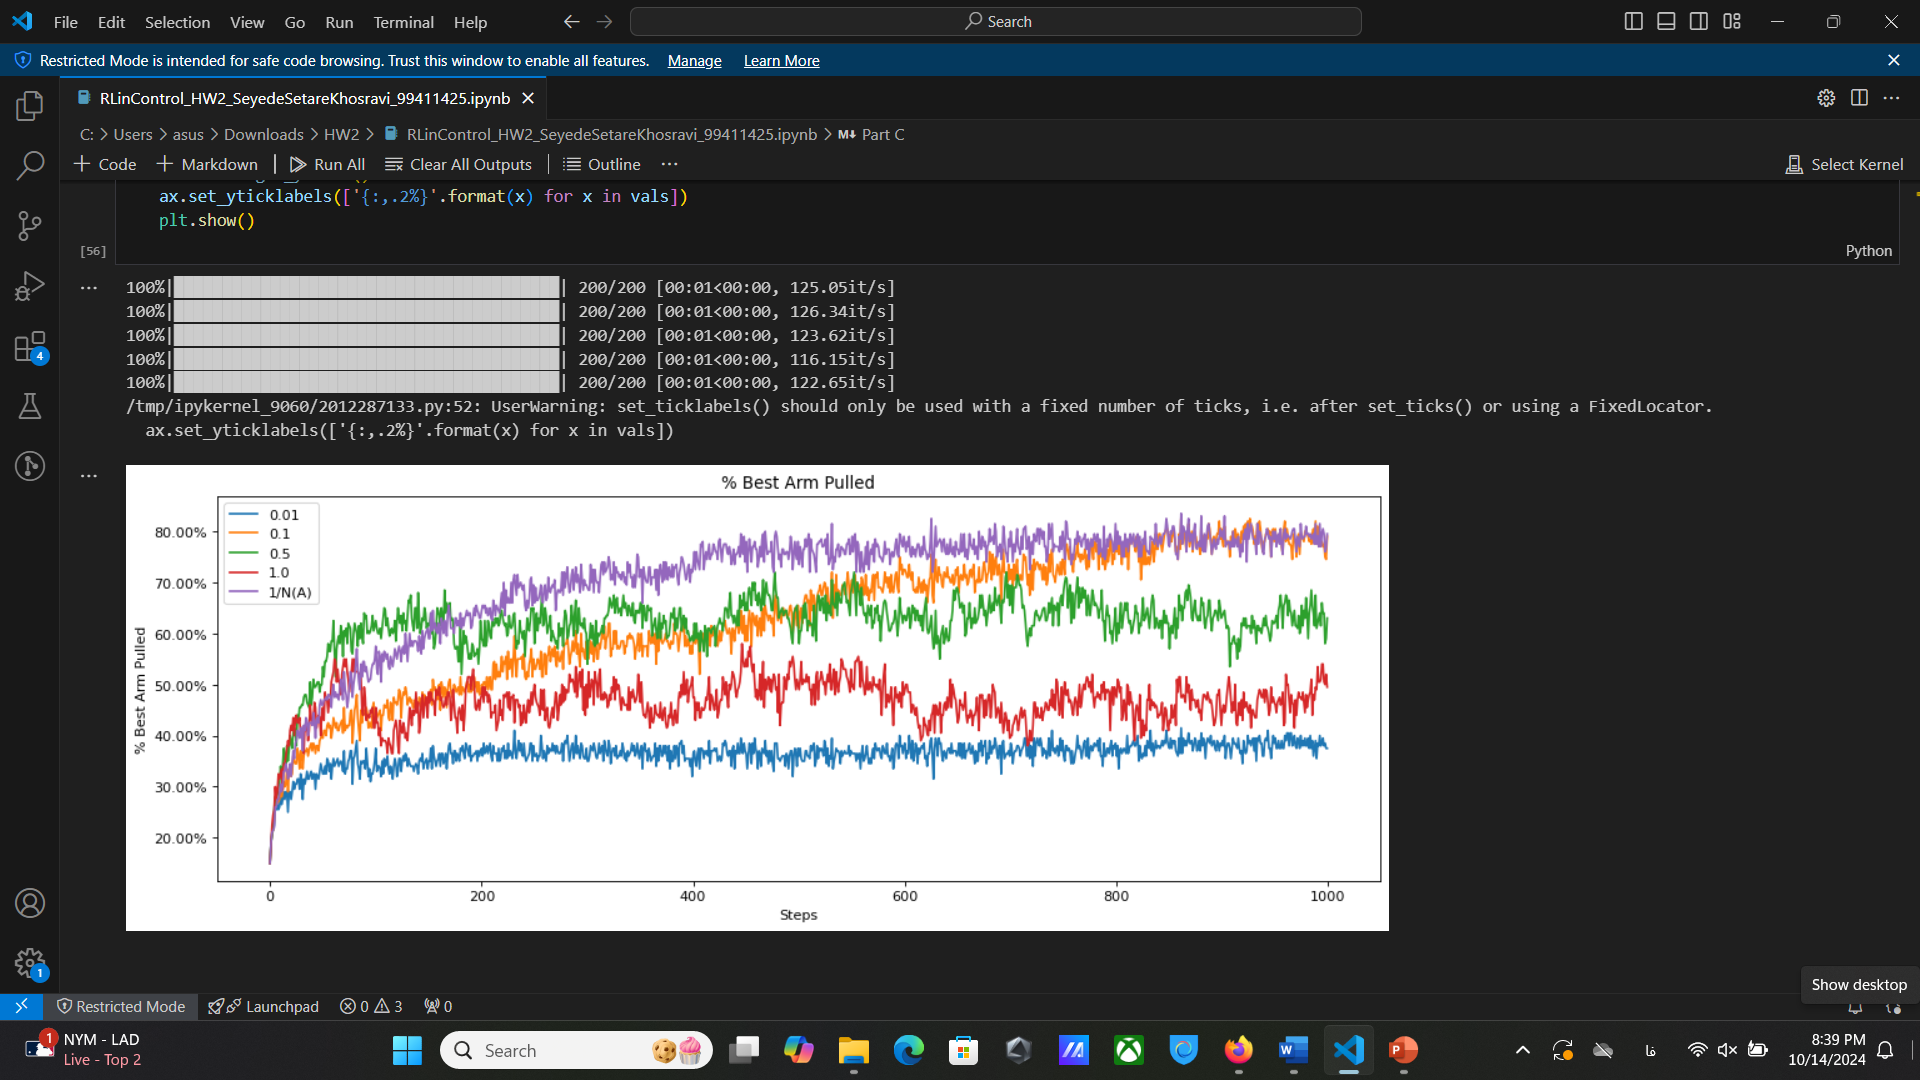 File Edit Selection View Go Run Terminal Help
Search
Restricted Mode is intended for safe code browsing. Trust this window to enable all features. Manage Learn More
RLinControl_HW2_SeyedeSetareKhosravi_99411425.ipynb
C: > Users > asus > Downloads > HW2 > RLinControl_HW2_SeyedeSetareKhosravi_99411425.ipynb > M↓ Part C
+ Code + Markdown | Run All Clear All Outputs | Outline ...
Select Kernel
ax.set_yticklabels(['{:,.2%}'.format(x) for x in vals])
plt.show()
[56]
Python
100%|██████████| 200/200 [00:01<00:00, 125.05it/s]
100%|██████████| 200/200 [00:01<00:00, 126.34it/s]
100%|██████████| 200/200 [00:01<00:00, 123.62it/s]
100%|██████████| 200/200 [00:01<00:00, 116.15it/s]
100%|██████████| 200/200 [00:01<00:00, 122.65it/s]
/tmp/ipykernel_9060/2012287133.py:52: UserWarning: set_ticklabels() should only be used with a fixed number of ticks, i.e. after set_ticks() or using a FixedLocator.
ax.set_yticklabels(['{:,.2%}'.format(x) for x in vals])
% Best Arm Pulled
0.01
0.1
0.5
1.0
1/N(A)
80.00%
70.00%
60.00%
50.00%
40.00%
30.00%
20.00%
% Best Arm Pulled
0 200 400 600 800 1000
Steps
4
1
Show desktop
Restricted Mode Launchpad 0 3 0
1
NYM - LAD
Live - Top 2
Search
W
P
فا
8:39 PM
10/14/2024